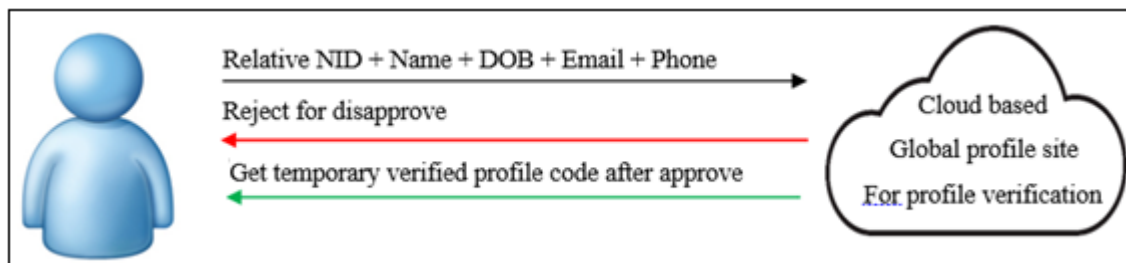 Relative NID + Name + DOB + Email + Phone
Reject for disapprove
Get temporary verified profile code after approve
Cloud based
Global profile site
For profile verification